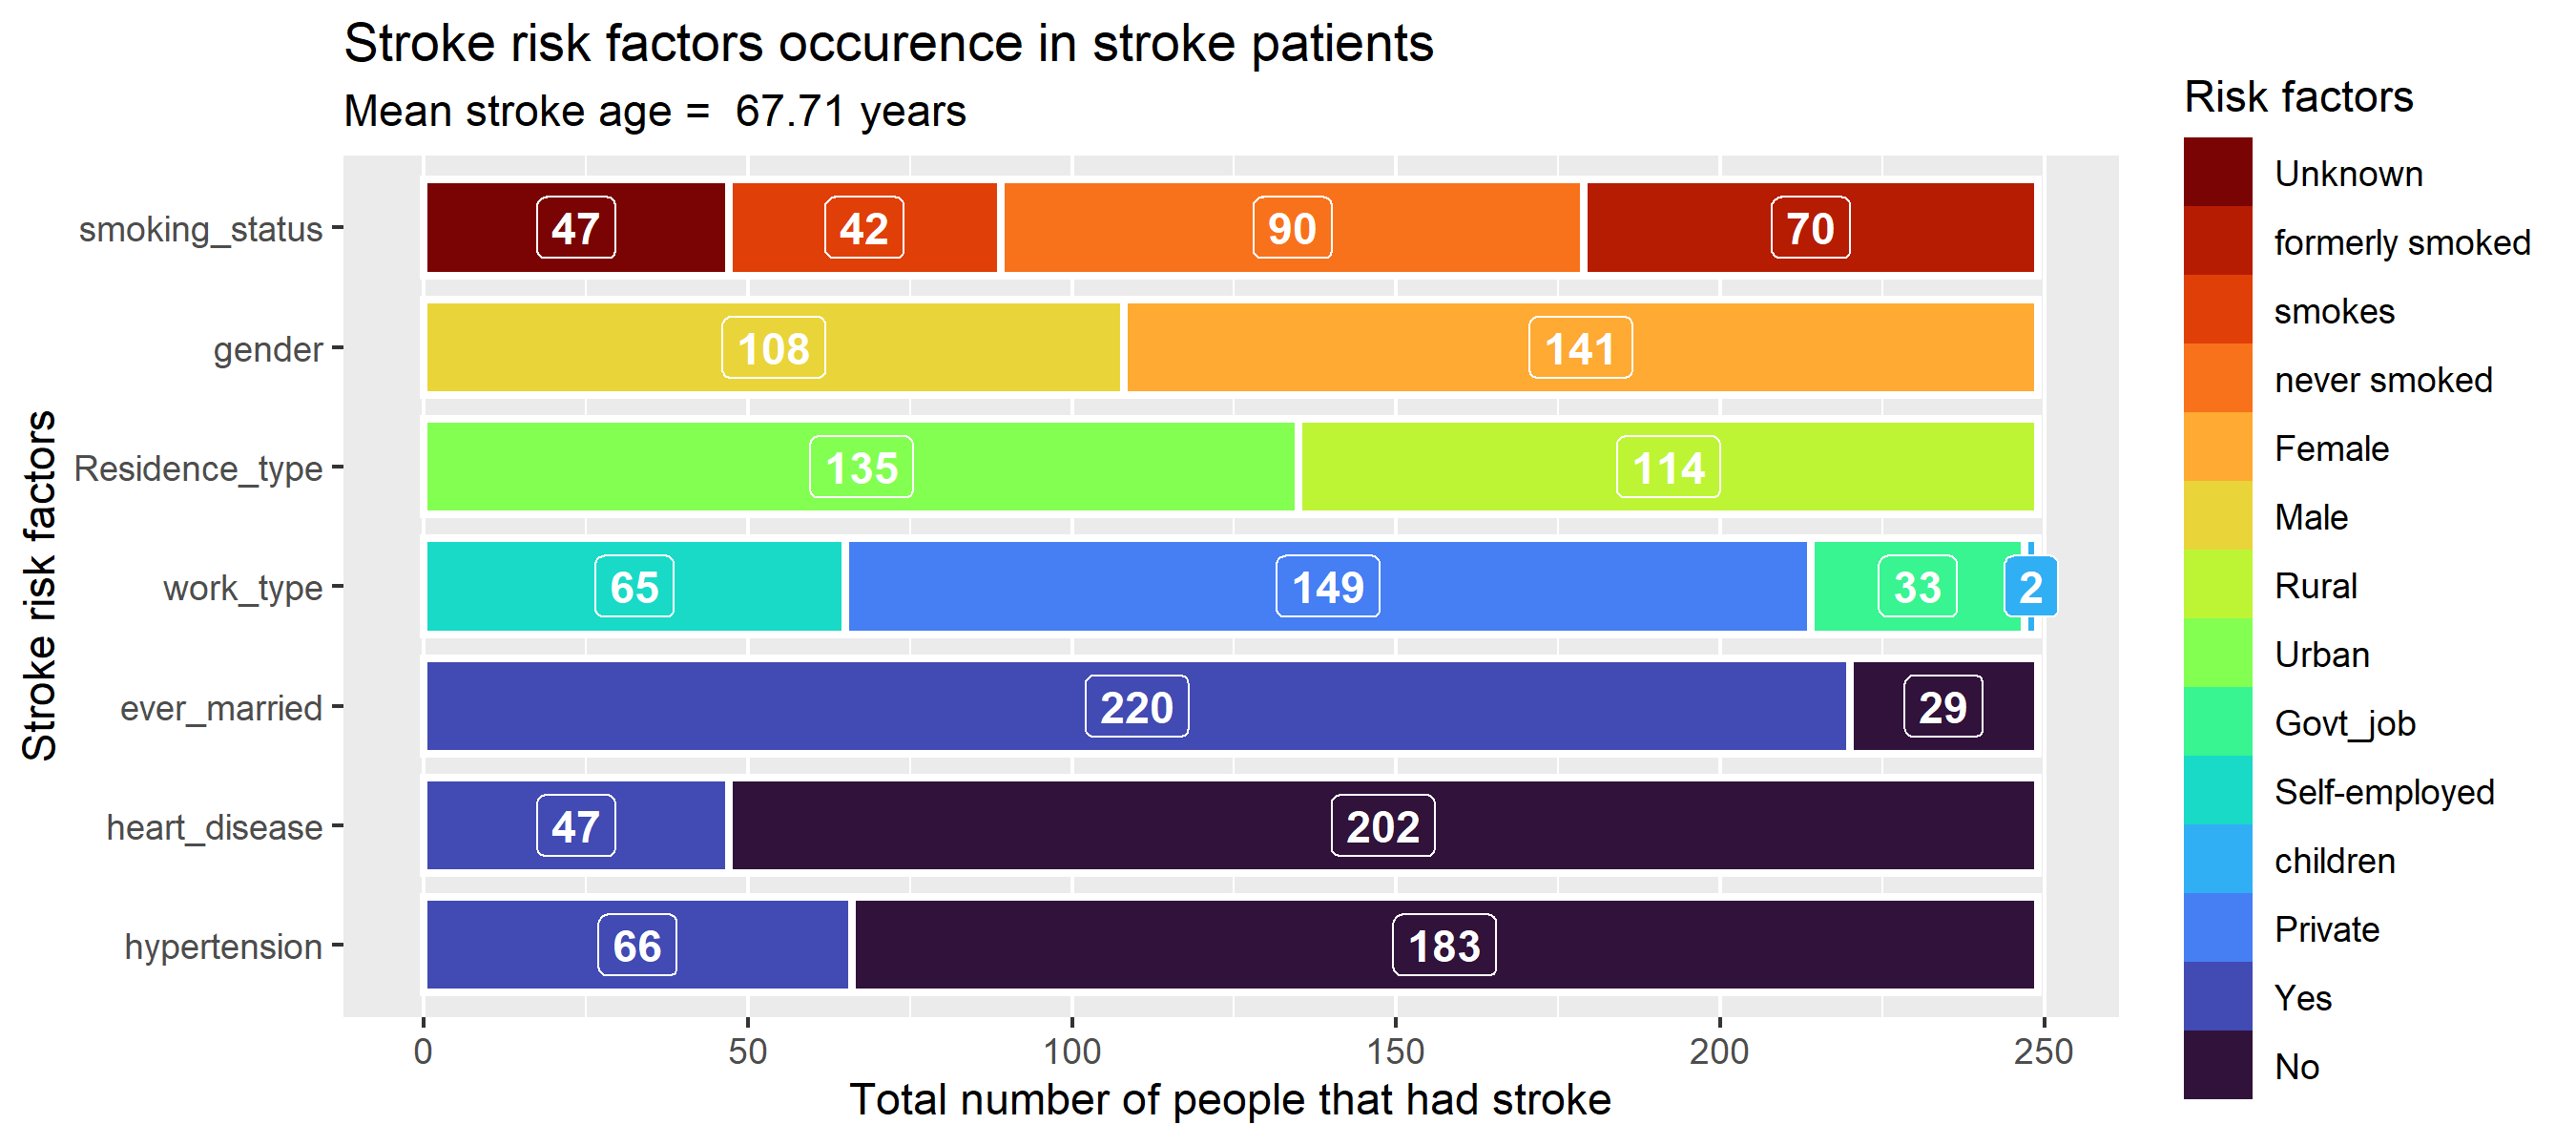 Stroke risk factors occurence in stroke patients
Mean stroke age =  67.71 years
Stroke risk factors
smoking_status
47 42 90 70
gender
108 141
Residence_type
135 114
work_type
65 149 33 2
ever_married
220 29
heart_disease
47 202
hypertension
66 183
0 50 100 150 200 250
Total number of people that had stroke
Risk factors
Unknown
formerly smoked
smokes
never smoked
Female
Male
Rural
Urban
Govt_job
Self-employed
children
Private
Yes
No